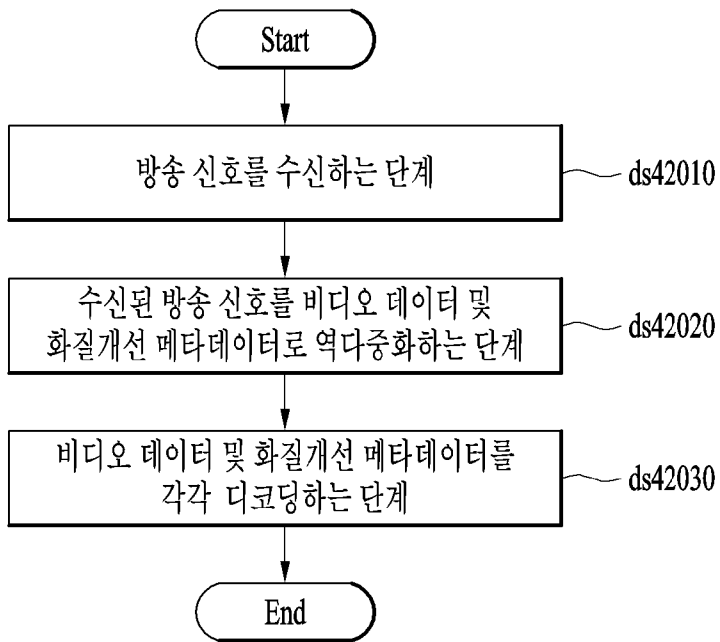 Start
방송 신호를 수신하는 단계
ds42010
수신된 방송 신호를 비디오 데이터 및
화질개선 메타데이터로 역다중화하는 단계
ds42020
비디오 데이터 및 화질개선 메타데이터를
각각 디코딩하는 단계
ds42030
End